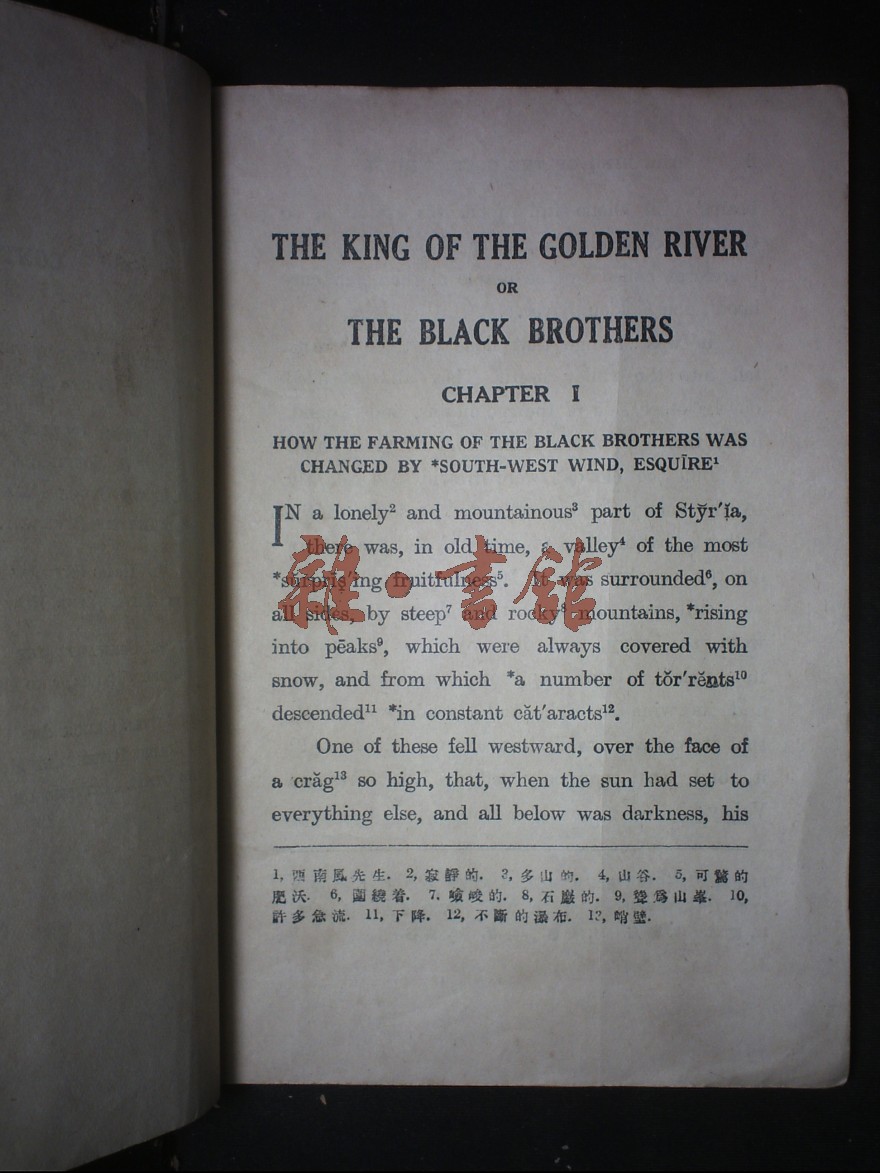 THE KING OF THE GOLDEN RIVER
OR
THE BLACK BROTHERS
CHAPTER I
HOW THE FARMING OF THE BLACK BROTHERS WAS
CHANGED BY *SOUTH-WEST WIND, ESQUĪRE¹
IN a lonely² and mountainous³ part of Sty̆r′ĭa,
there was, in old time, a valley⁴ of the most
*sŭrprīs′ing fruitfulness⁵. It was surrounded⁶, on
all sides, by steep⁷ and rocky⁸ mountains, *rising
into pēaks⁹, which were always covered with
snow, and from which *a number of tŏr′rĕnts¹⁰
descended¹¹ *in constant căt′aracts¹².
One of these fell westward, over the face of
a crăg¹³ so high, that, when the sun had set to
everything else, and all below was darkness, his
1, 西南風先生. 2, 寂靜的. 3, 多山的. 4, 山谷. 5, 可驚的
肥沃. 6, 圍繞着. 7, 險峻的. 8, 石巖的. 9, 聳爲山峯. 10,
許多急流. 11, 下降. 12, 不斷的瀑布. 13, 峭壁.
雜·書館